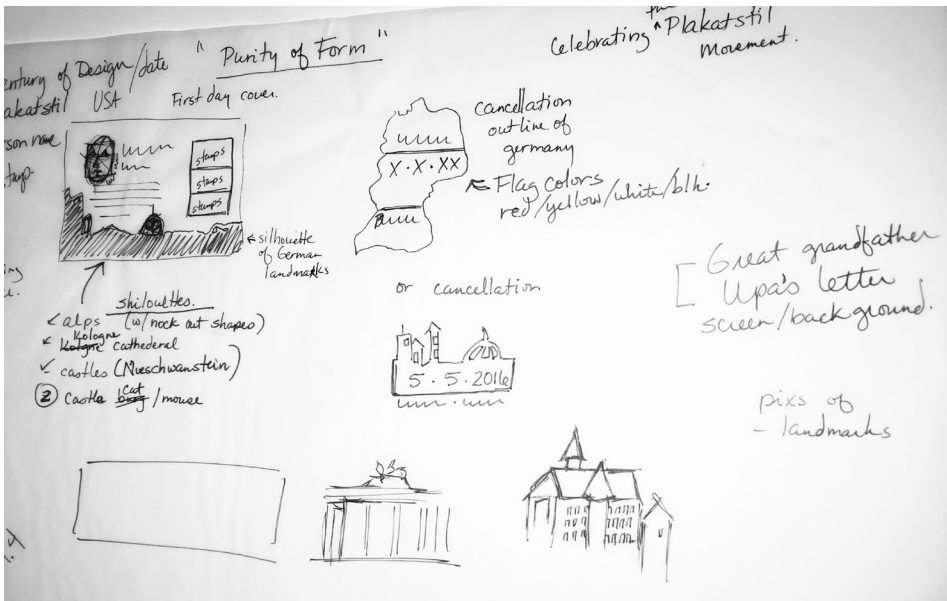 "Purity of Form"
Celebrating the Plakatstil
Movement.
entury of Design/date
akatstil USA
First day cover.
stamps
stamps
stamps
silhouette
of German
landmarks
cancellation
outline of
germany
X·X·XX
Flag colors
red/yellow/white/blk.
shilouettes.
alps (w/nock out shapes)
Kologne
cathederal
castles (Nueschwanstein)
2 Castle Cat /mouse
or cancellation
5·5·2016
Great grandfather
Upa's letter
screen/background.
pixs of
- landmarks